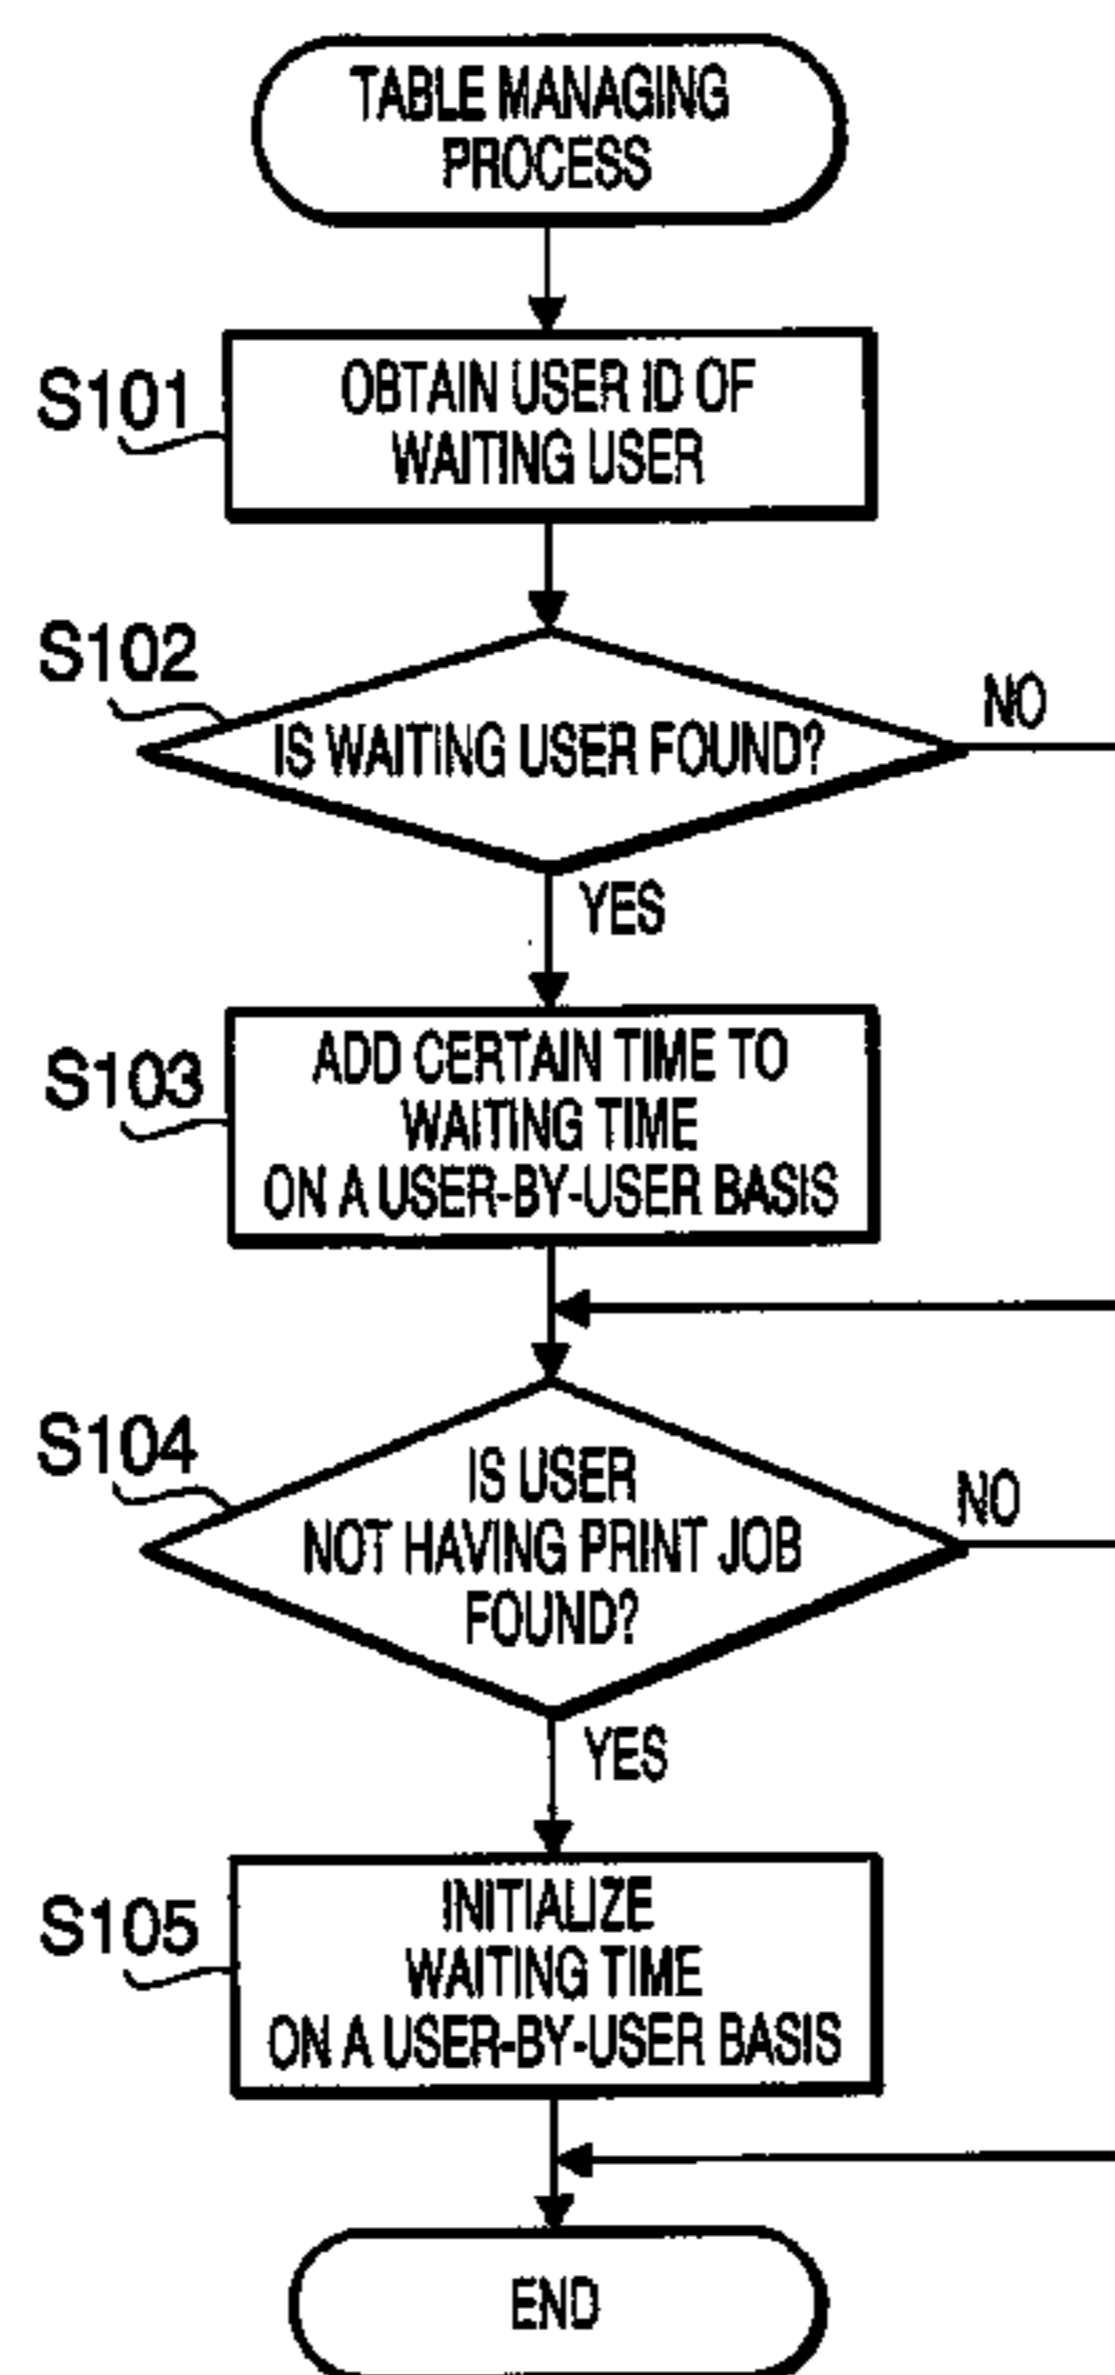 TABLE MANAGING
PROCESS
S101
OBTAIN USER ID OF
WAITING USER
S102
IS WAITING USER FOUND?
NO
YES
S103
ADD CERTAIN TIME TO
WAITING TIME
ON A USER-BY-USER BASIS
S104
IS USER
NOT HAVING PRINT JOB
FOUND?
NO
YES
S105
INITIALIZE
WAITING TIME
ON A USER-BY-USER BASIS
END